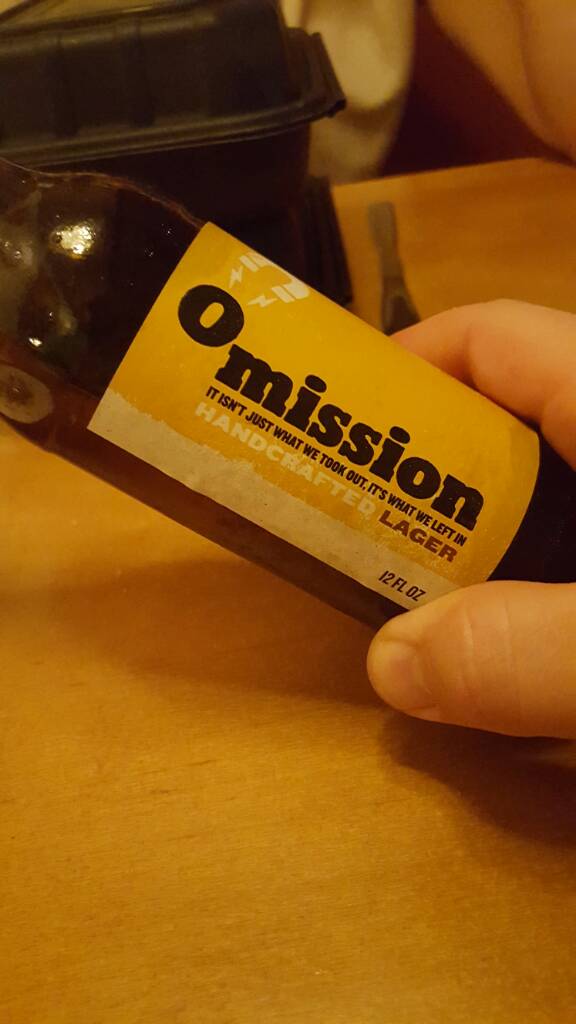 Omission
IT ISN'T JUST WHAT WE TOOK OUT, IT'S WHAT WE LEFT IN
HANDCRAFTED LAGER
12 FL OZ